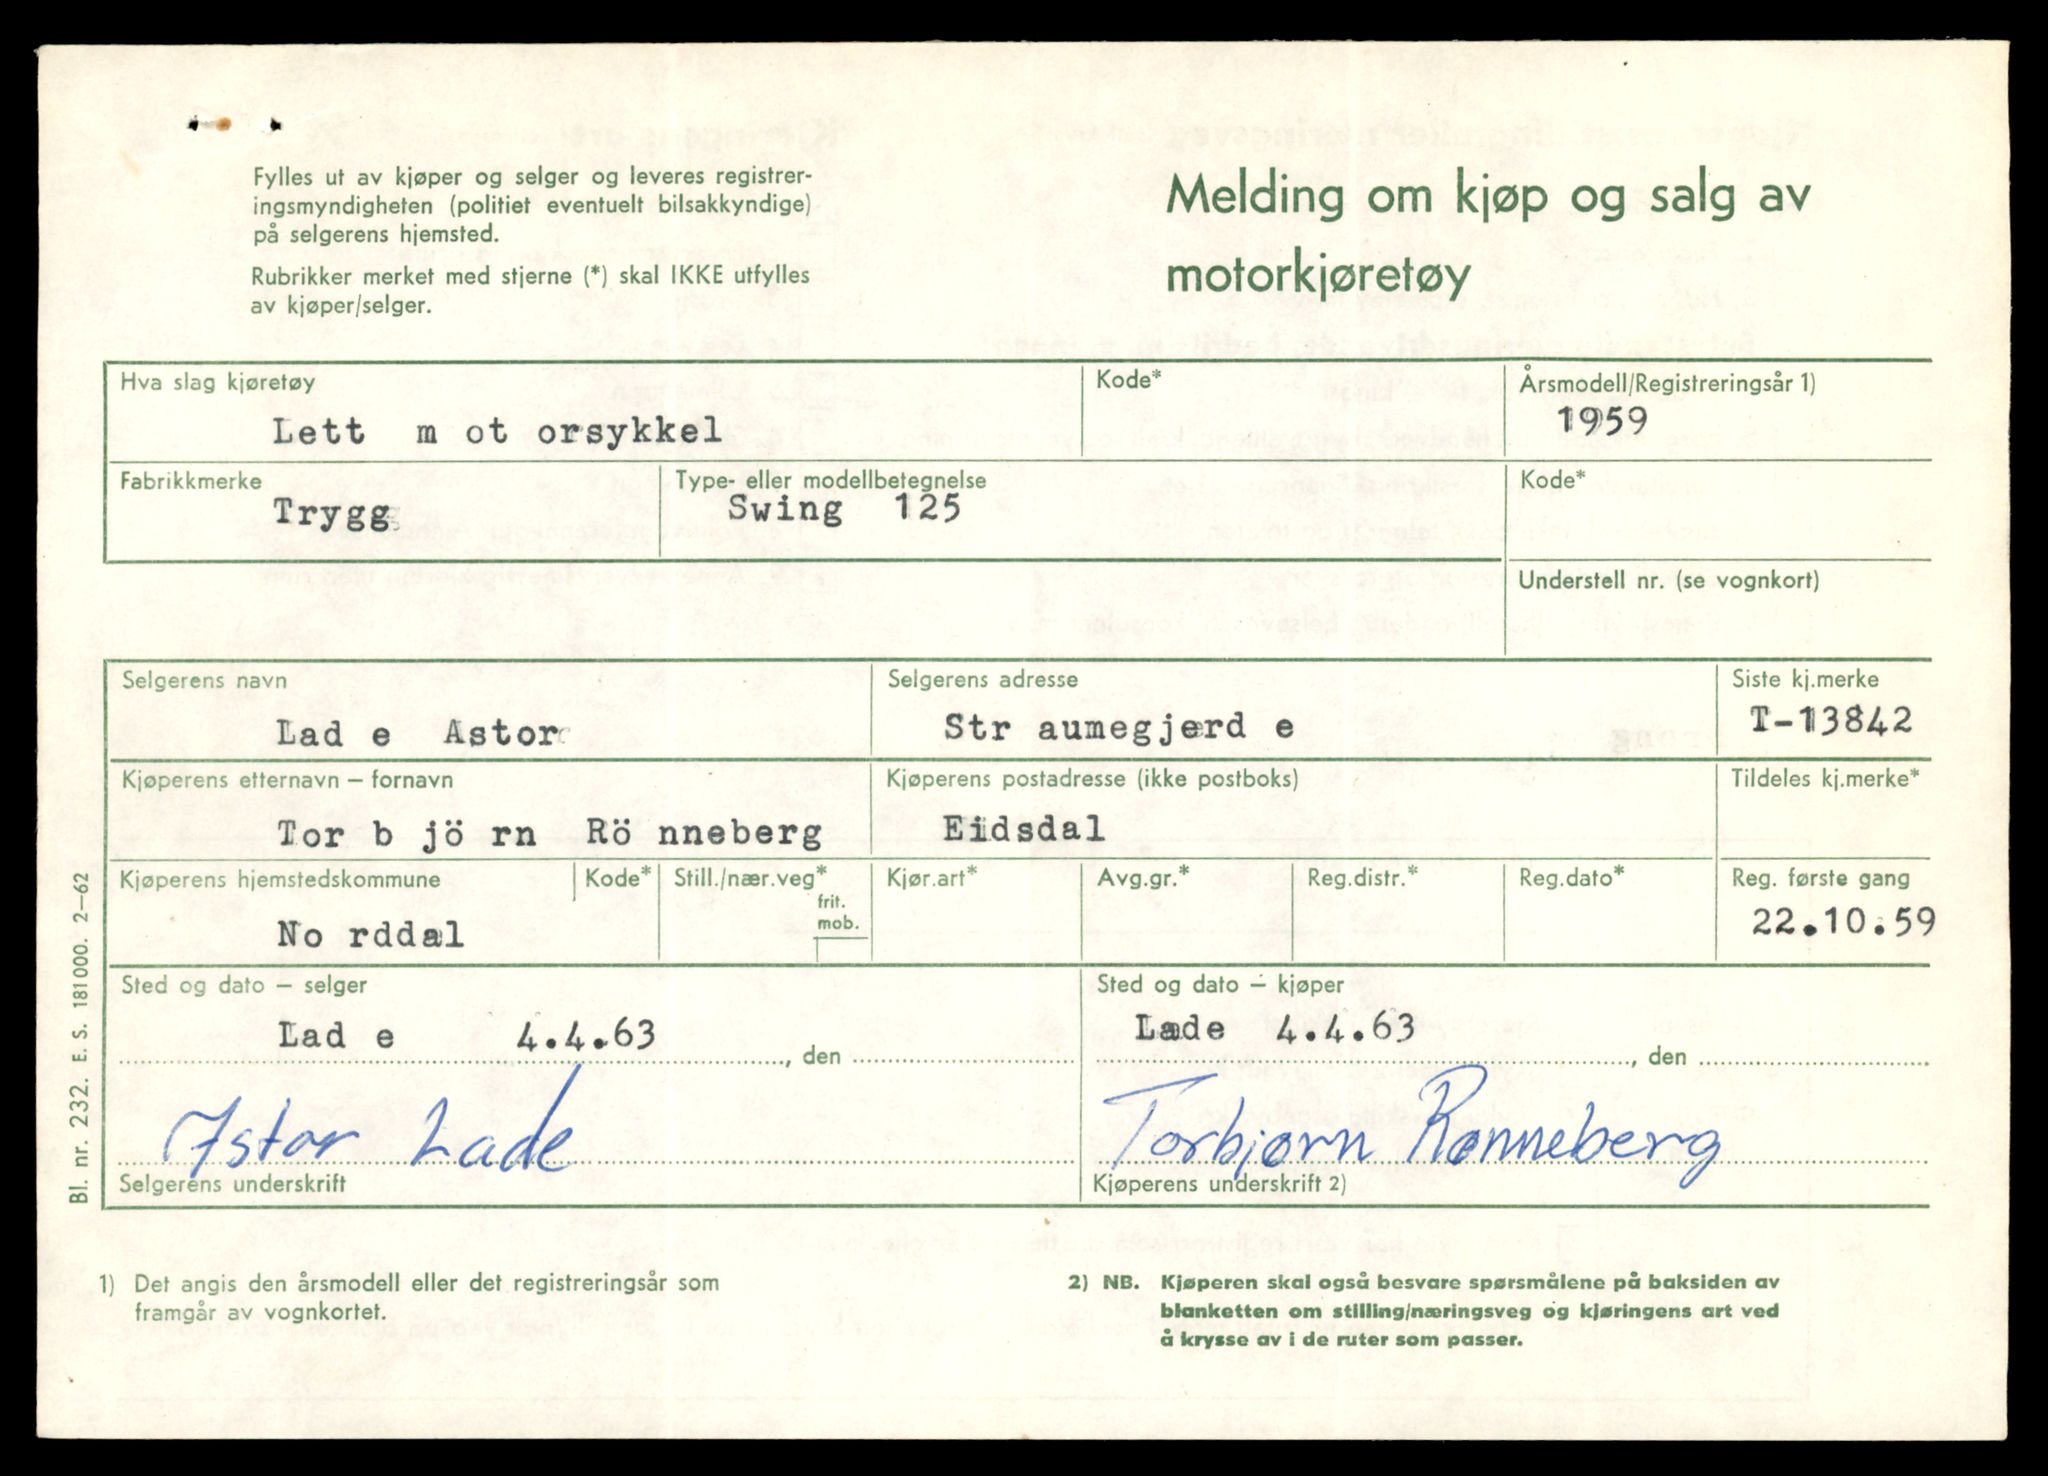 Fylles ut av kjøper og selger og leveres registrer-
ingsmyndigheten (politiet eventuelt bilsakkyndige)
på selgerens hjemsted.
Rubrikker merket med stjerne (*) skal IKKE utfylles
av kjøper/selger.
Melding om kjøp og salg av
motorkjøretøy
Hva slag kjøretøy
Lett m ot orsykkel
Kode*
Årsmodell/Registreringsår 1)
1959
Fabrikkmerke
Trygg
Type- eller modellbetegnelse
Swing 125
Kode*
Understell nr. (se vognkort)
Selgerens navn
Lad e Astor
Selgerens adresse
Str aumegjerd e
Siste kj.merke
T-13842
Kjøperens etternavn – fornavn
Tor b jö rn Rö nneberg
Kjøperens postadresse (ikke postboks)
Eidsdal
Tildeles kj.merke*
Kjøperens hjemstedskommune
No rddal
Kode*
Still./nær.veg*
frit.
mob.
Kjør.art*
Avg.gr.*
Reg.distr.*
Reg.dato*
Reg. første gang
22.10.59
Sted og dato – selger
Lad e 4.4.63
, den
Sted og dato – kjøper
Lade 4.4.63
, den
Astor Lade
Selgerens underskrift
Torbjørn Rønneberg
Kjøperens underskrift 2)
1) Det angis den årsmodell eller det registreringsår som
framgår av vognkortet.
2) NB. Kjøperen skal også besvare spørsmålene på baksiden av
blanketten om stilling/næringsveg og kjøringens art ved
å krysse av i de ruter som passer.
Bl. nr. 232. E. S. 181000. 2–62